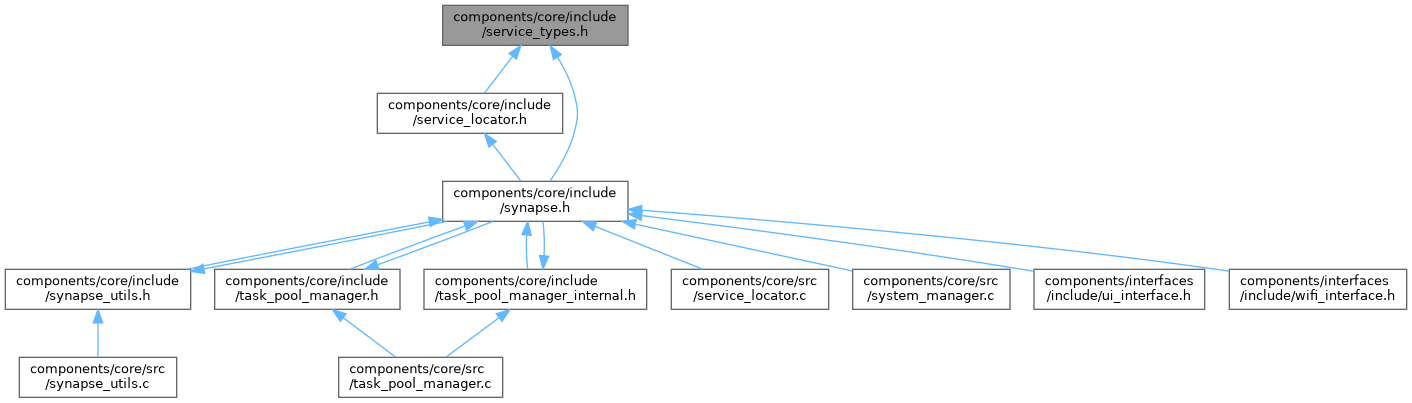 components/core/include
/service_types.h
components/core/include
/service_locator.h
components/core/include
/synapse.h
components/core/include
/synapse_utils.h
components/core/include
/task_pool_manager.h
components/core/include
/task_pool_manager_internal.h
components/core/src
/service_locator.c
components/core/src
/system_manager.c
components/interfaces
/include/ui_interface.h
components/interfaces
/include/wifi_interface.h
components/core/src
/synapse_utils.c
components/core/src
/task_pool_manager.c